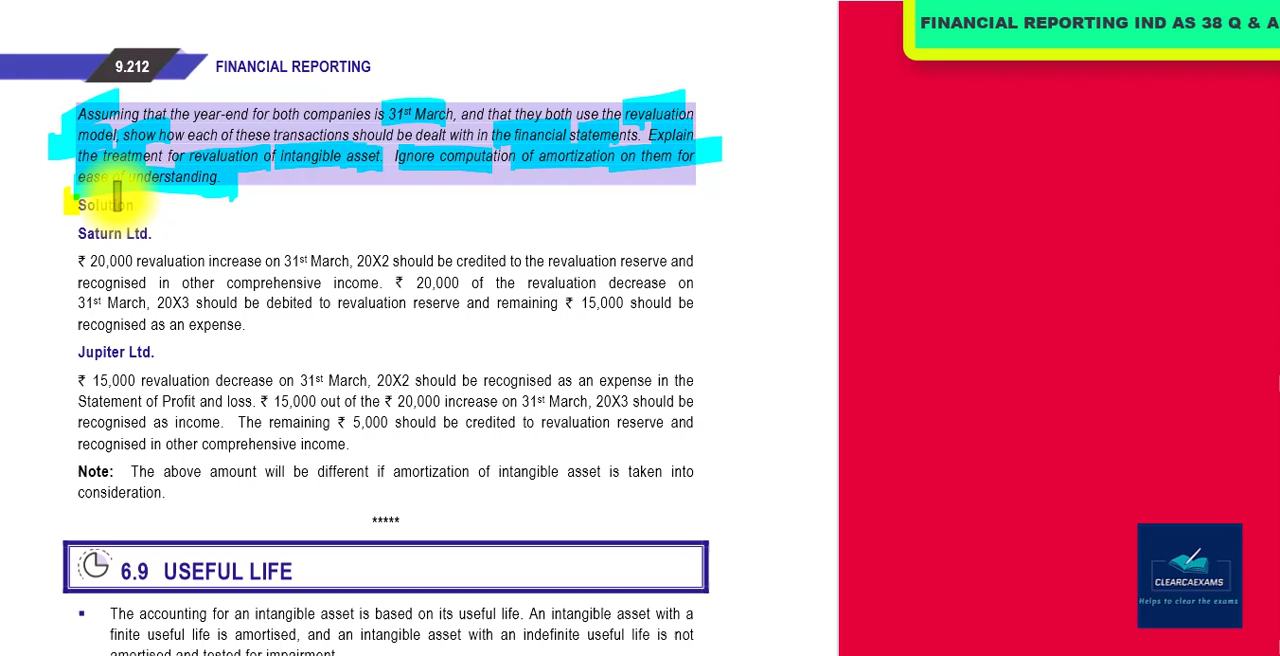 FINANCIAL REPORTING IND AS 38 Q & A
9.212 FINANCIAL REPORTING
Assuming that the year-end for both companies is 31st March, and that they both use the revaluation
model, show how each of these transactions should be dealt with in the financial statements. Explain
the treatment for revaluation of intangible asset. Ignore computation of amortization on them for
ease of understanding.
Solution
Saturn Ltd.
₹ 20,000 revaluation increase on 31st March, 20X2 should be credited to the revaluation reserve and
recognised in other comprehensive income. ₹ 20,000 of the revaluation decrease on
31st March, 20X3 should be debited to revaluation reserve and remaining ₹ 15,000 should be
recognised as an expense.
Jupiter Ltd.
₹ 15,000 revaluation decrease on 31st March, 20X2 should be recognised as an expense in the
Statement of Profit and loss. ₹ 15,000 out of the ₹ 20,000 increase on 31st March, 20X3 should be
recognised as income. The remaining ₹ 5,000 should be credited to revaluation reserve and
recognised in other comprehensive income.
Note: The above amount will be different if amortization of intangible asset is taken into
consideration.
*****
6.9 USEFUL LIFE
▪ The accounting for an intangible asset is based on its useful life. An intangible asset with a
finite useful life is amortised, and an intangible asset with an indefinite useful life is not
amortised and tested for impairment.
CLEARCAEXAMS
Helps to clear the exams